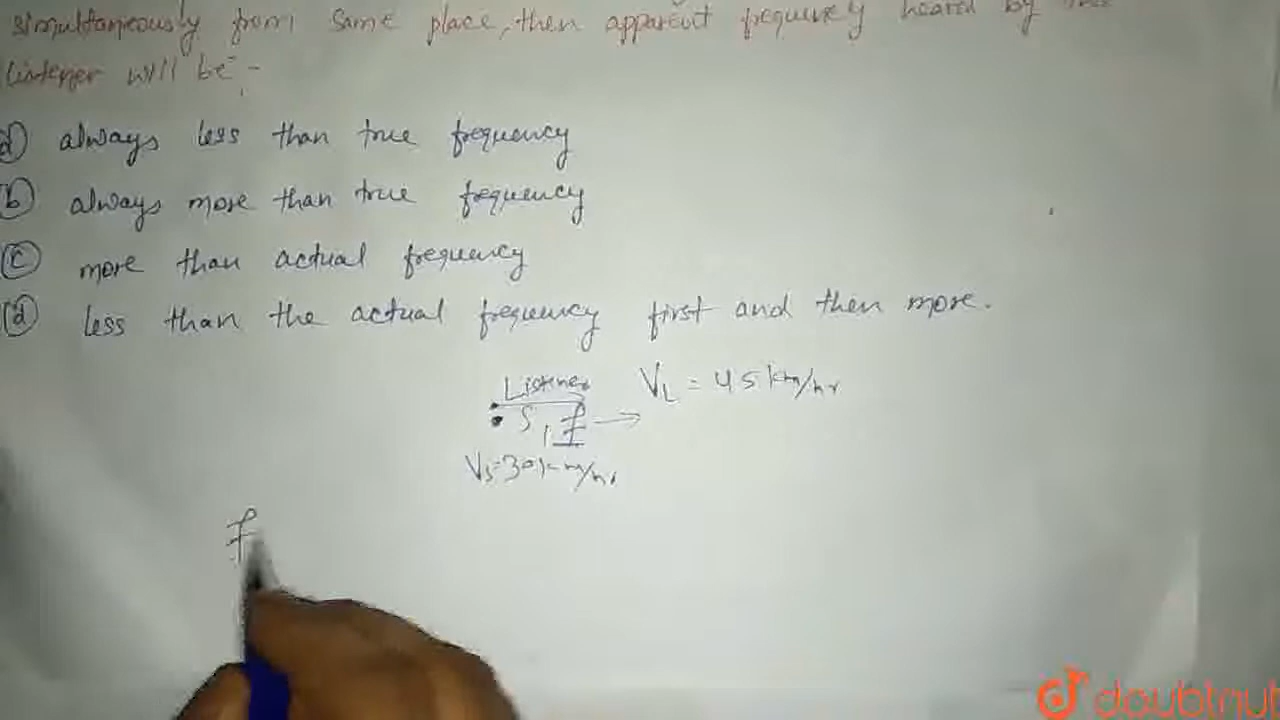 simultaneously from same place, then apparent frequency heard by the
listener will be -
a) always less than true frequency
b) always more than true frequency
c) more than actual frequency
d) less than the actual frequency first and then more.
Listener
V_L = 45 km/hr
S, f
V_s = 30 km/hr
f
doubtnut